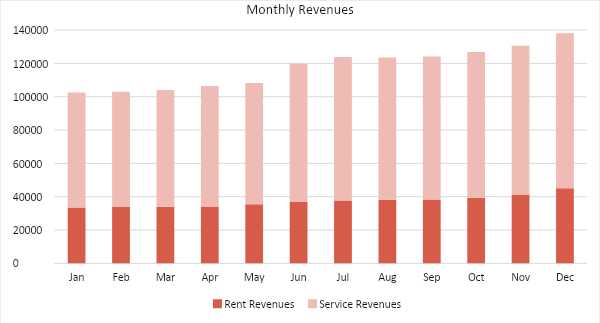 Monthly Revenues
140000
120000
100000
80000
60000
40000
20000
0
Jan Feb Mar Apr May Jun Jul Aug Sep Oct Nov Dec
Rent Revenues Service Revenues